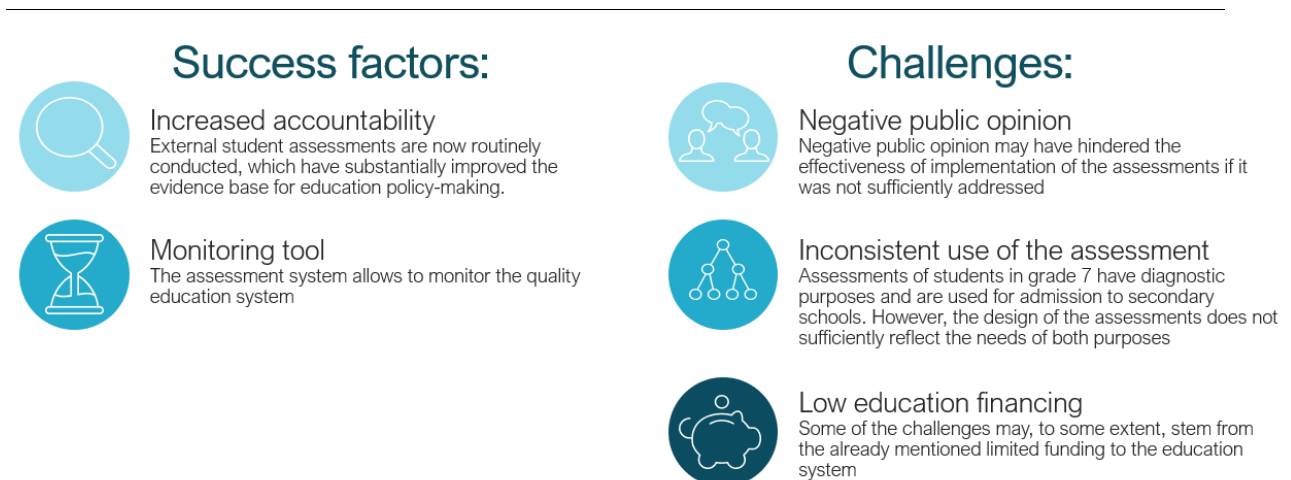 Success factors:
Increased accountability
External student assessments are now routinely
conducted, which have substantially improved the
evidence base for education policy-making.
Monitoring tool
The assessment system allows to monitor the quality
education system
Challenges:
Negative public opinion
Negative public opinion may have hindered the
effectiveness of implementation of the assessments if it
was not sufficiently addressed
Inconsistent use of the assessment
Assessments of students in grade 7 have diagnostic
purposes and are used for admission to secondary
schools. However, the design of the assessments does not
sufficiently reflect the needs of both purposes
Low education financing
Some of the challenges may, to some extent, stem from
the already mentioned limited funding to the education
system